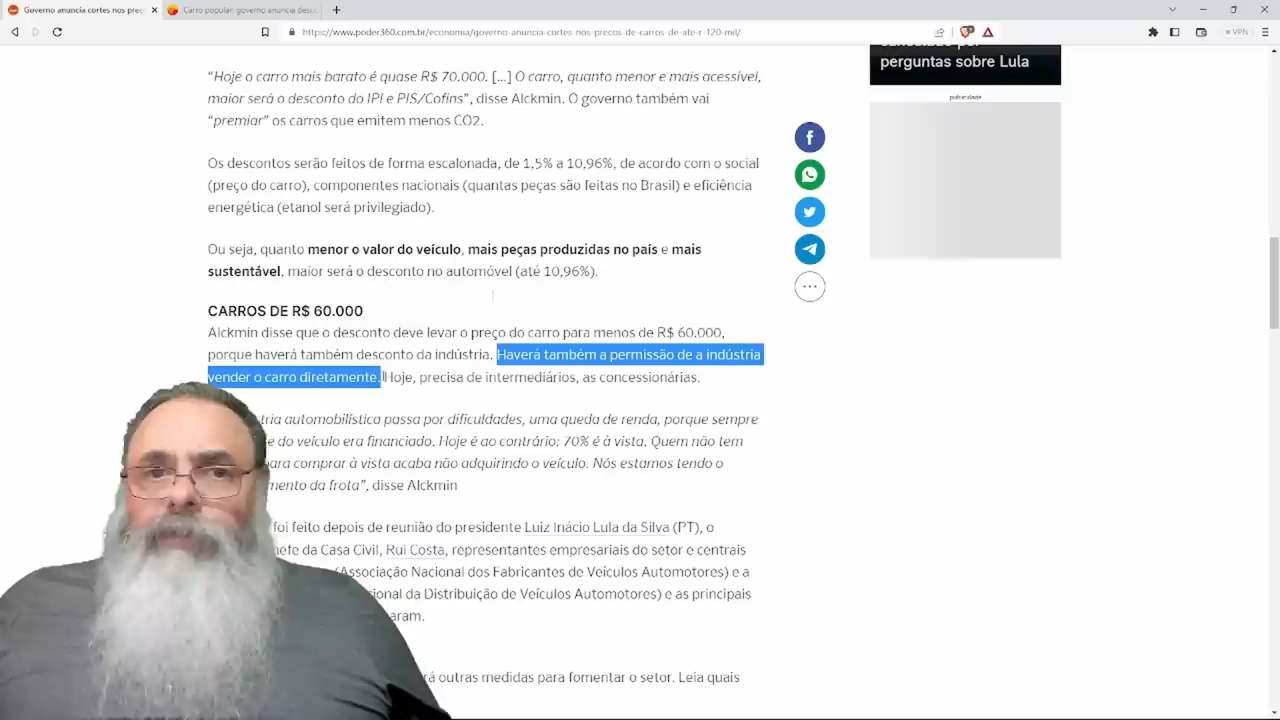 Governo anuncia cortes nos preç
Carro popular: governo anuncia desc
https://www.poder360.com.br/economia/governo-anuncia-cortes-nos-precos-de-carros-de-ate-r-120-mil/
VPN
perguntas sobre Lula
publicidade
“Hoje o carro mais barato é quase R$ 70.000. [...] O carro, quanto menor e mais acessível,
maior será o desconto do IPI e PIS/Cofins”, disse Alckmin. O governo também vai
“premiar” os carros que emitem menos CO2.
Os descontos serão feitos de forma escalonada, de 1,5% a 10,96%, de acordo com o social
(preço do carro), componentes nacionais (quantas peças são feitas no Brasil) e eficiência
energética (etanol será privilegiado).
Ou seja, quanto menor o valor do veículo, mais peças produzidas no país e mais
sustentável, maior será o desconto no automóvel (até 10,96%).
CARROS DE R$ 60.000
Alckmin disse que o desconto deve levar o preço do carro para menos de R$ 60.000,
porque haverá também desconto da indústria. Haverá também a permissão de a indústria
vender o carro diretamente. Hoje, precisa de intermediários, as concessionárias.
tria automobilística passa por dificuldades, uma queda de renda, porque sempre
e do veículo era financiado. Hoje é ao contrário: 70% é à vista. Quem não tem
para comprar à vista acaba não adquirindo o veículo. Nós estamos tendo o
mento da frota”, disse Alckmin
foi feito depois de reunião do presidente Luiz Inácio Lula da Silva (PT), o
hefe da Casa Civil, Rui Costa, representantes empresariais do setor e centrais
(Associação Nacional dos Fabricantes de Veículos Automotores) e a
ional da Distribuição de Veículos Automotores) e as principais
aram.
rá outras medidas para fomentar o setor. Leia quais